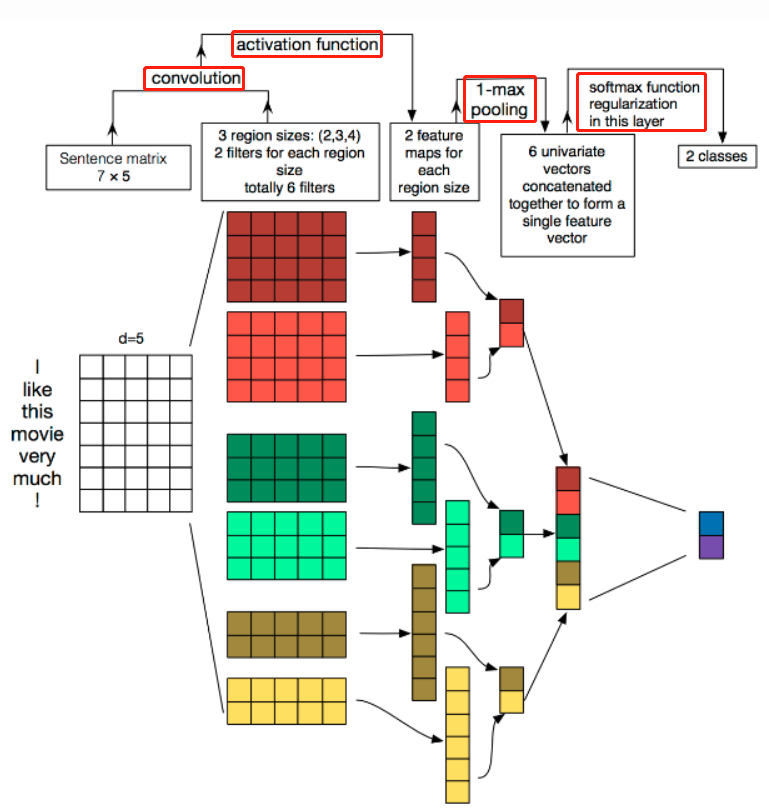 activation function
convolution
1-max
pooling
softmax function
regularization
in this layer
Sentence matrix
7 × 5
3 region sizes: (2,3,4)
2 filters for each region
size
totally 6 filters
2 feature
maps for
each
region size
6 univariate
vectors
concatenated
together to form a
single feature
vector
2 classes
d=5
I
like
this
movie
very
much
!